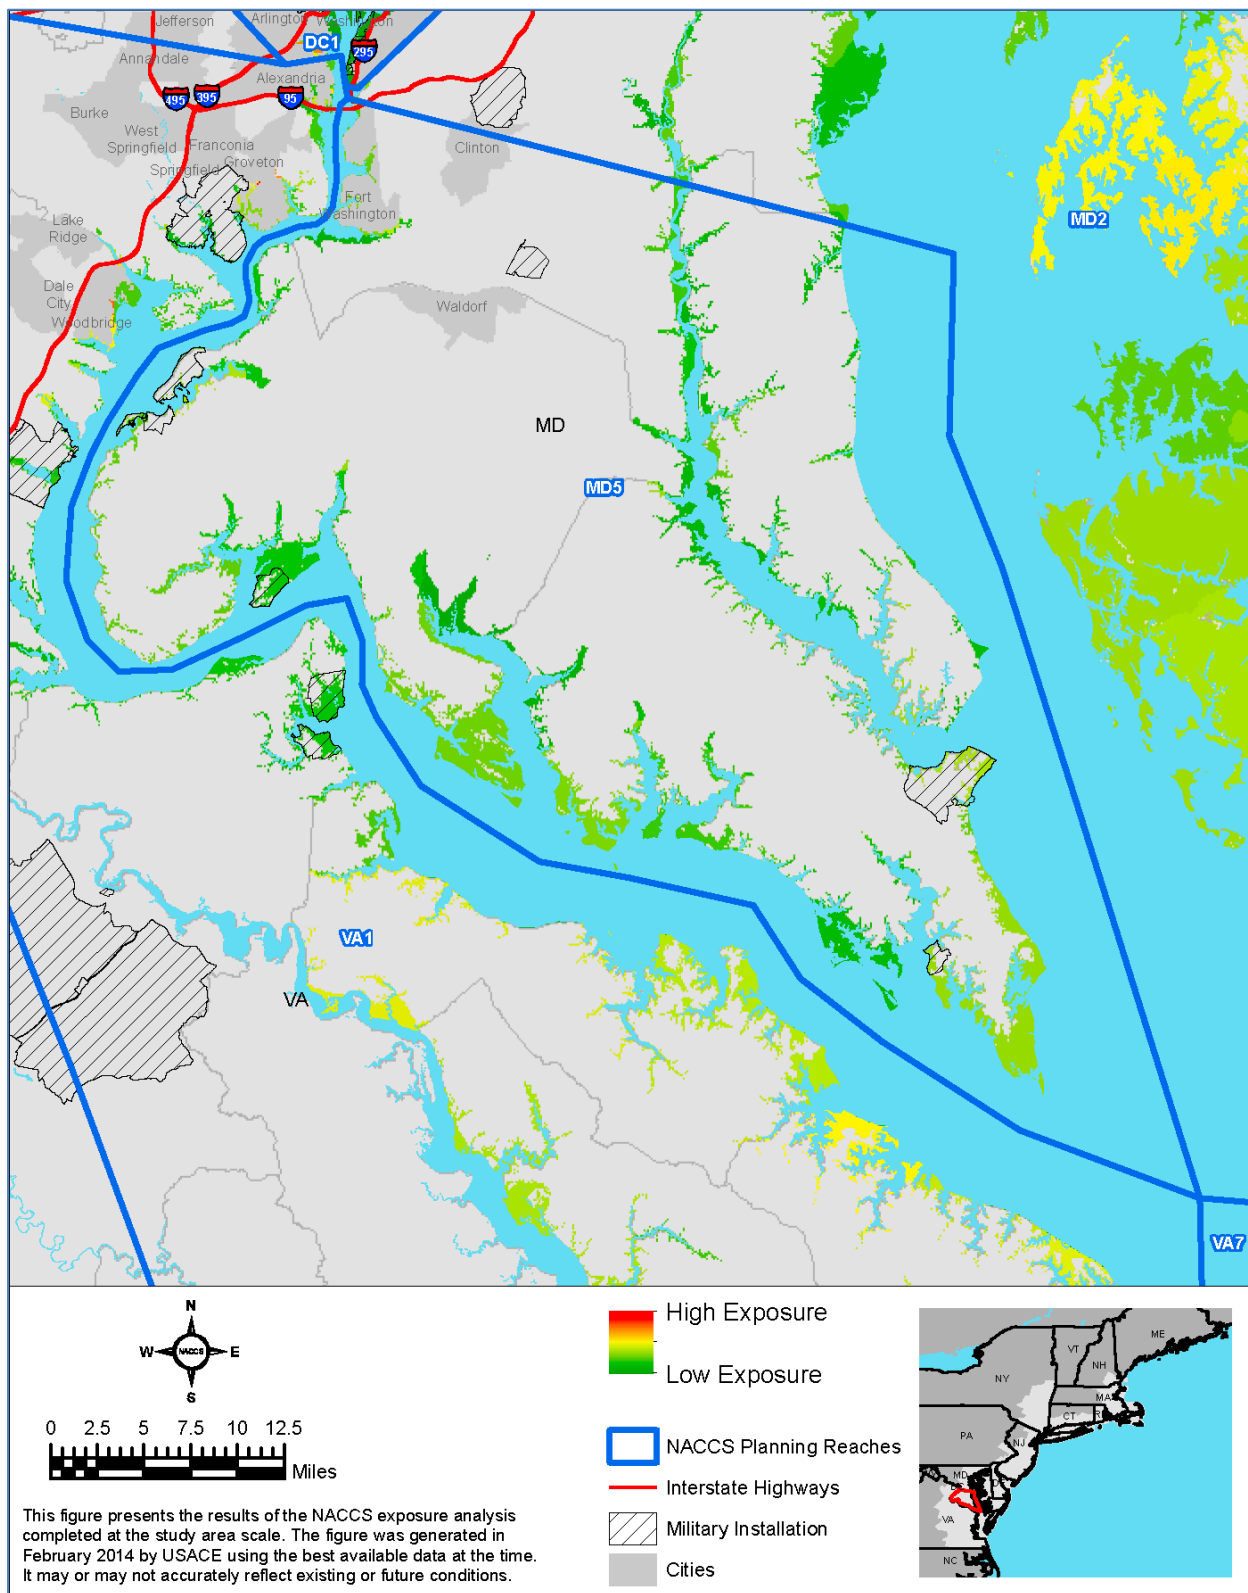 Jefferson
Arlington
Washington
DC1
295
Annandale
Alexandria
495
395
95
Burke
West
Springfield
Franconia
Springfield
Groveton
Clinton
Fort
Washington
MD2
Lake
Ridge
Dale
City
Woodbridge
Waldorf
MD
MD5
VA1
VA
VA7
N
W
NACCS
E
S
0 2.5 5 7.5 10 12.5
Miles
This figure presents the results of the NACCS exposure analysis
completed at the study area scale. The figure was generated in
February 2014 by USACE using the best available data at the time.
It may or may not accurately reflect existing or future conditions.
High Exposure
Low Exposure
NACCS Planning Reaches
Interstate Highways
Military Installation
Cities
ME
VT
NH
NY
MA
CT
PA
NJ
MD
VA
NC